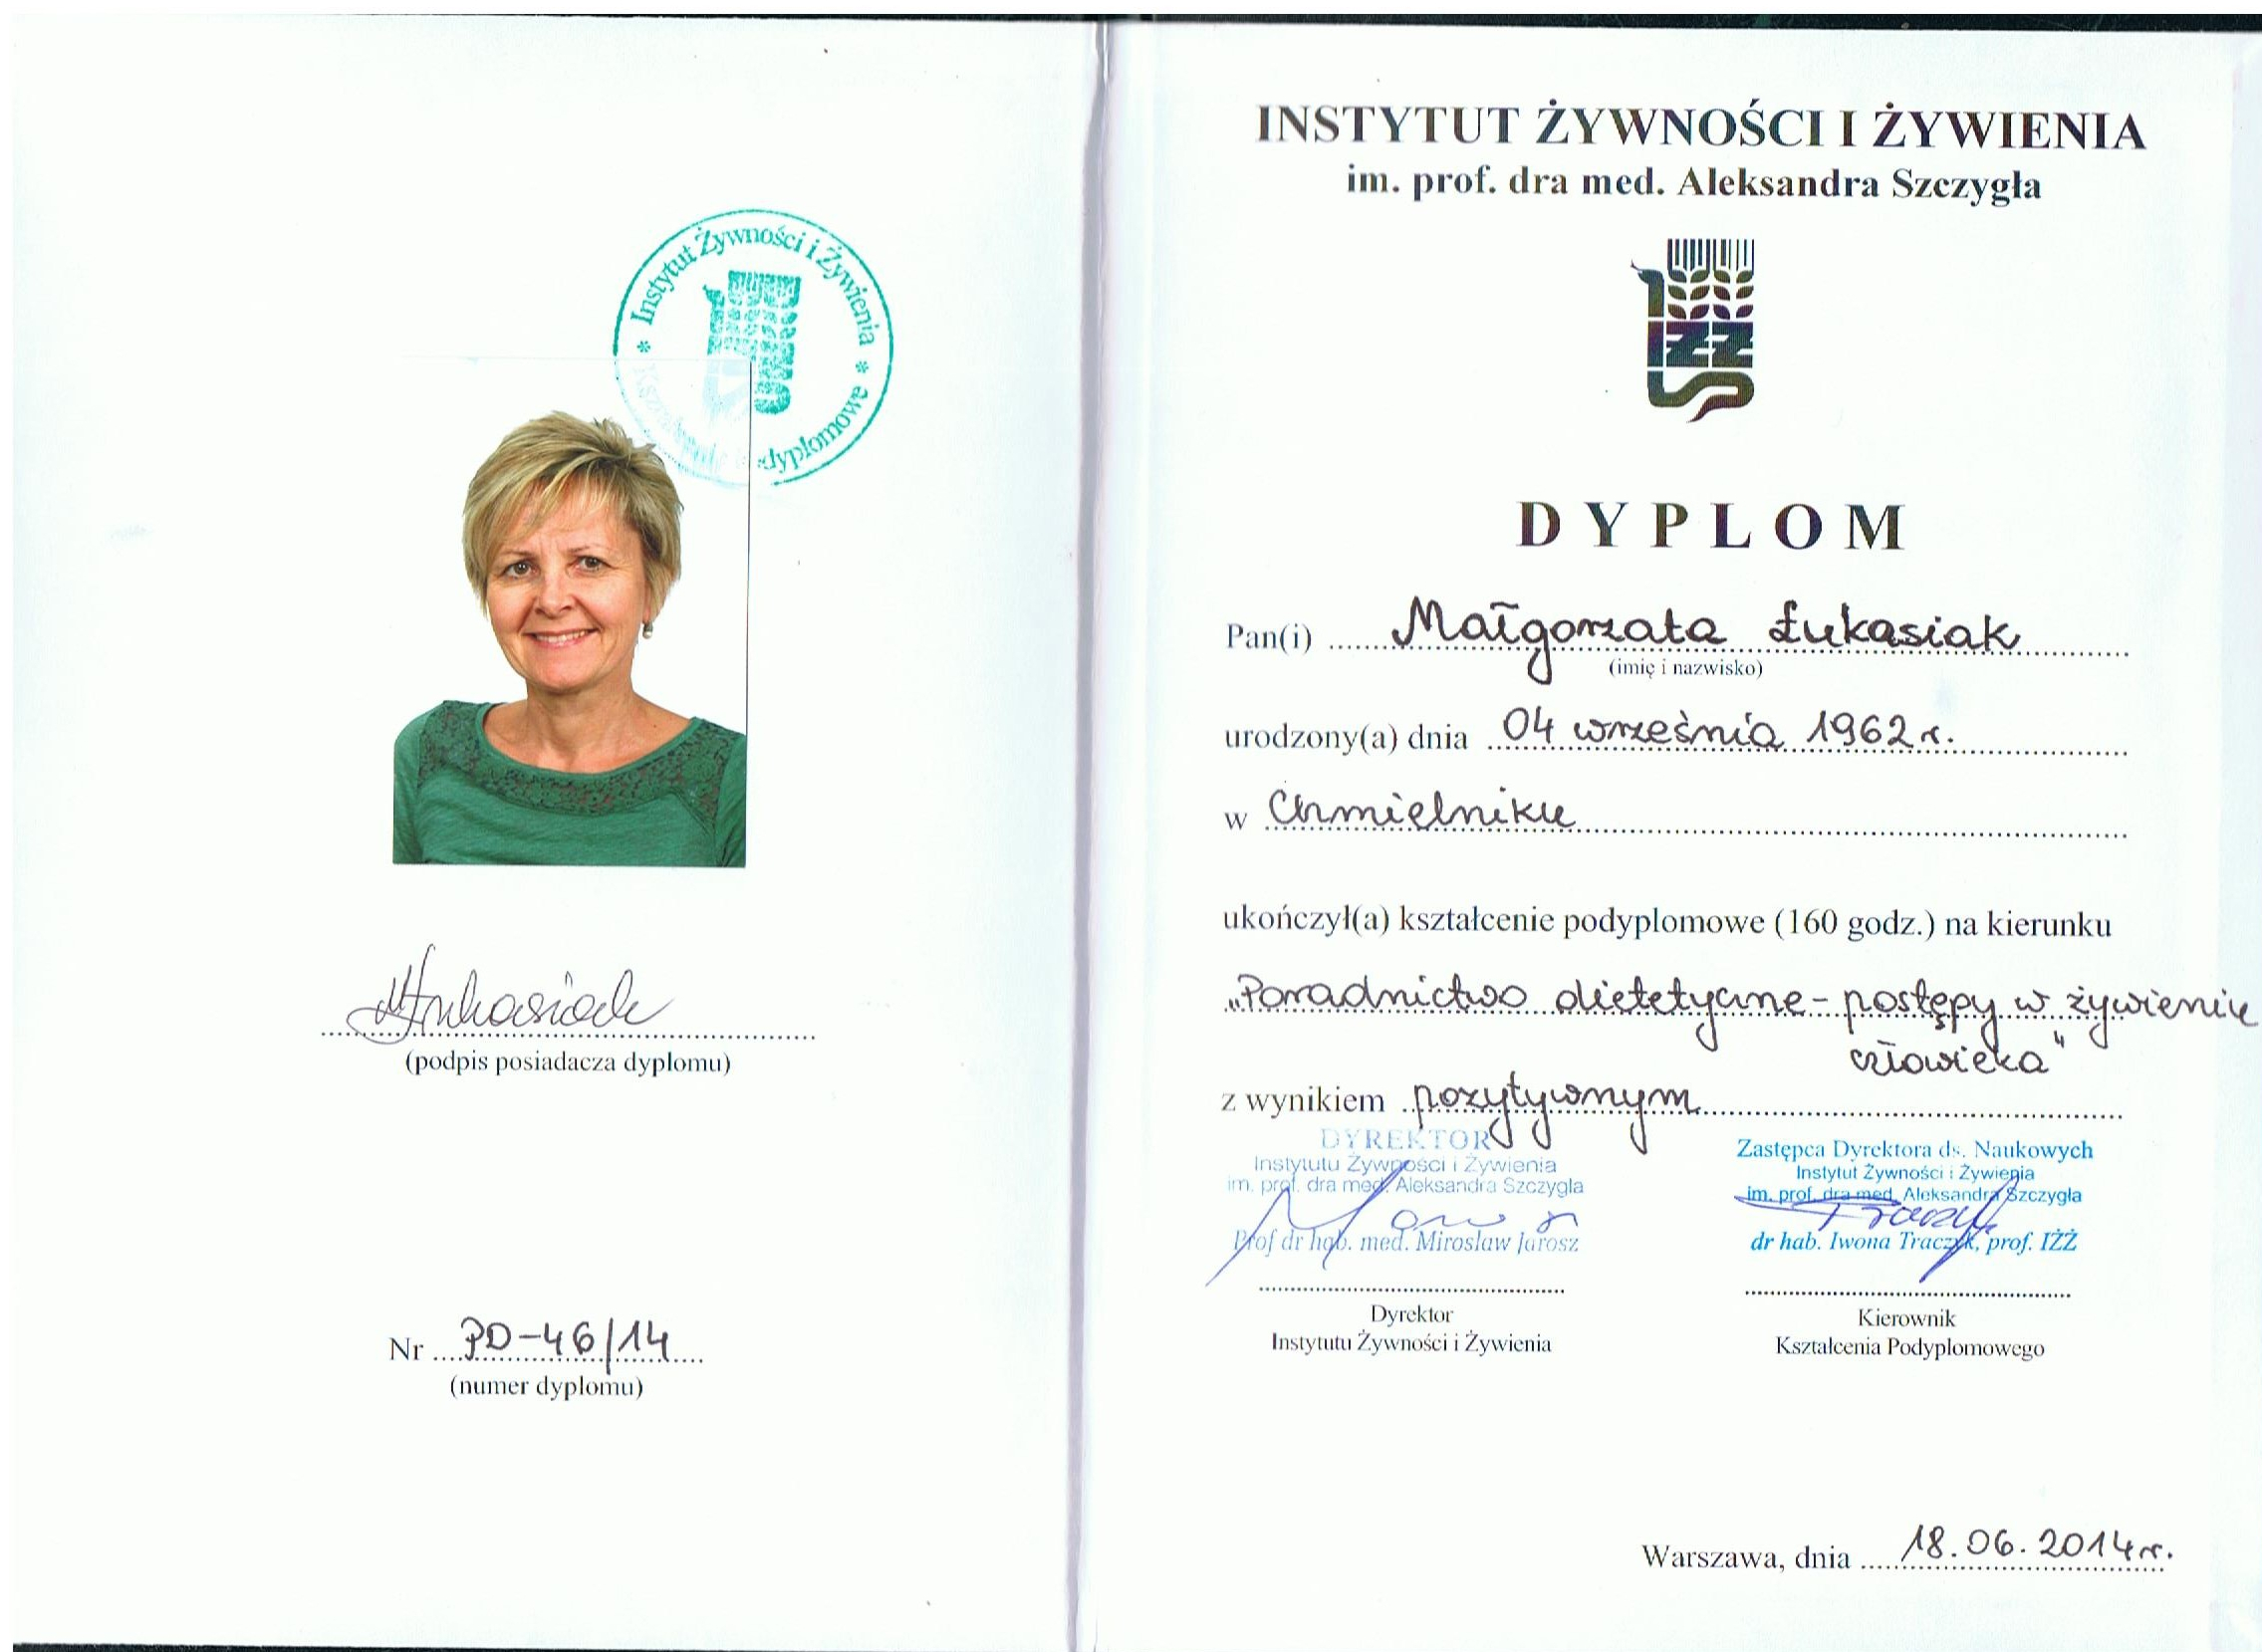 Instytut Żywności i Żywienia
* *
podyplomowe
MŁukasiak
(podpis posiadacza dyplomu)
Nr PD-46/14
(numer dyplomu)
INSTYTUT ŻYWNOŚCI I ŻYWIENIA
im. prof. dra med. Aleksandra Szczygła
IŻŻ
DYPLOM
Pan(i) Małgorzata Łukasiak
(imię i nazwisko)
urodzony(a) dnia 04 września 1962 r.
w Chmielniku
ukończył(a) kształcenie podyplomowe (160 godz.) na kierunku
„Poradnictwo dietetyczne - postępy w żywieniu
człowieka"
z wynikiem pozytywnym
DYREKTOR
Instytutu Żywności i Żywienia
im. prof. dra med. Aleksandra Szczygła
Prof dr hab. med. Mirosław Jarosz
Dyrektor
Instytutu Żywności i Żywienia
Zastępca Dyrektora ds. Naukowych
Instytut Żywności i Żywienia
im. prof. dra med. Aleksandra Szczygła
dr hab. Iwona Traczyk, prof. IŻŻ
Kierownik
Kształcenia Podyplomowego
Warszawa, dnia 18.06.2014 r.